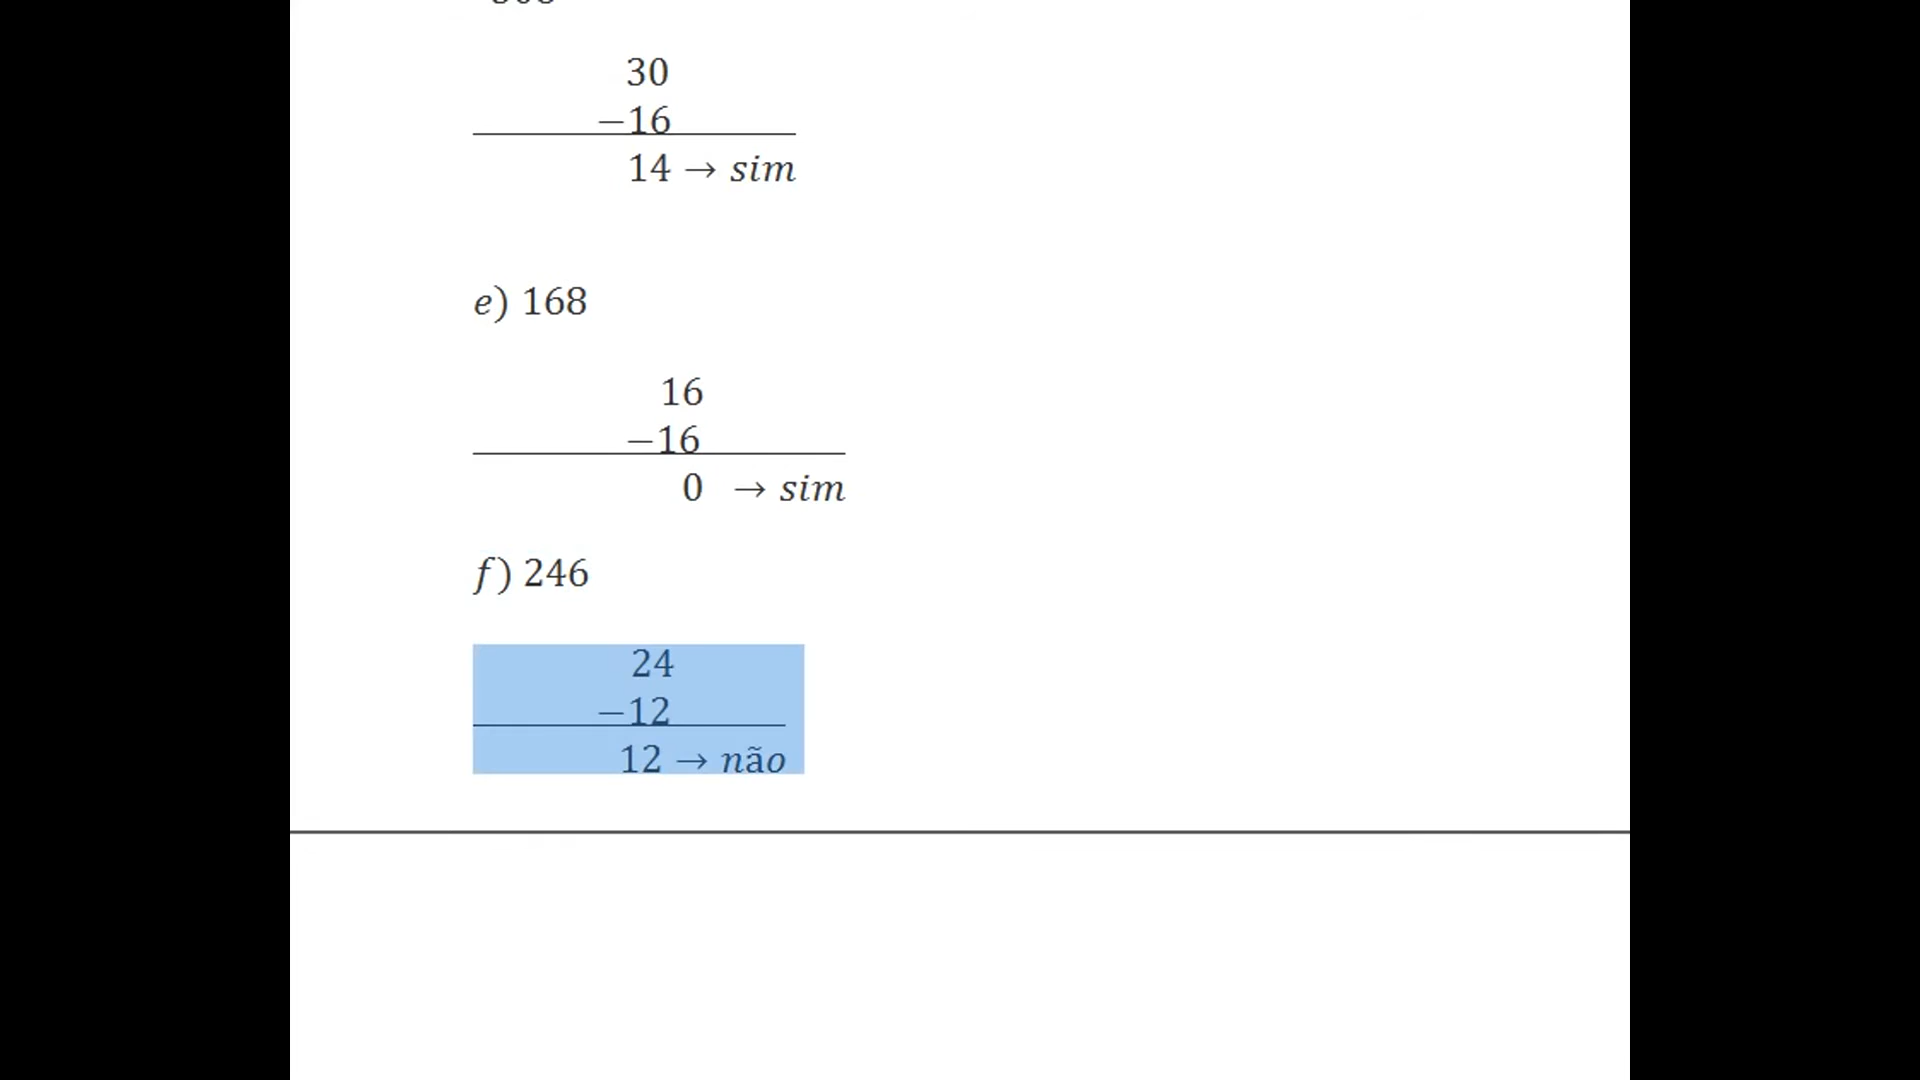 30
−16
14 → sim
e) 168
16
−16
0 → sim
f) 246
24
−12
12 → não